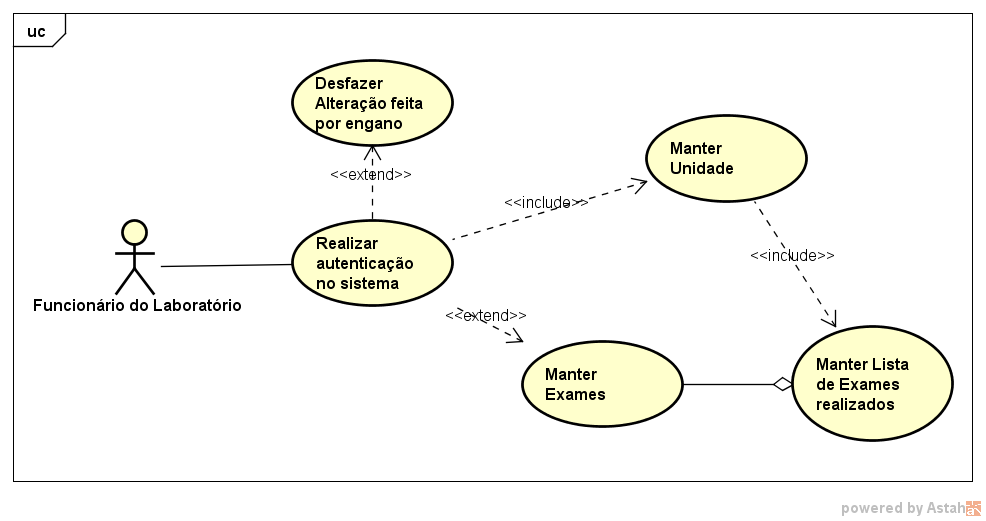 uc
Desfazer
Alteração feita
por engano
<<extend>>
Manter
Unidade
<<include>>
Realizar
autenticação
no sistema
<<include>>
Funcionário do Laboratório
<<extend>>
Manter
Exames
Manter Lista
de Exames
realizados
powered by Astah